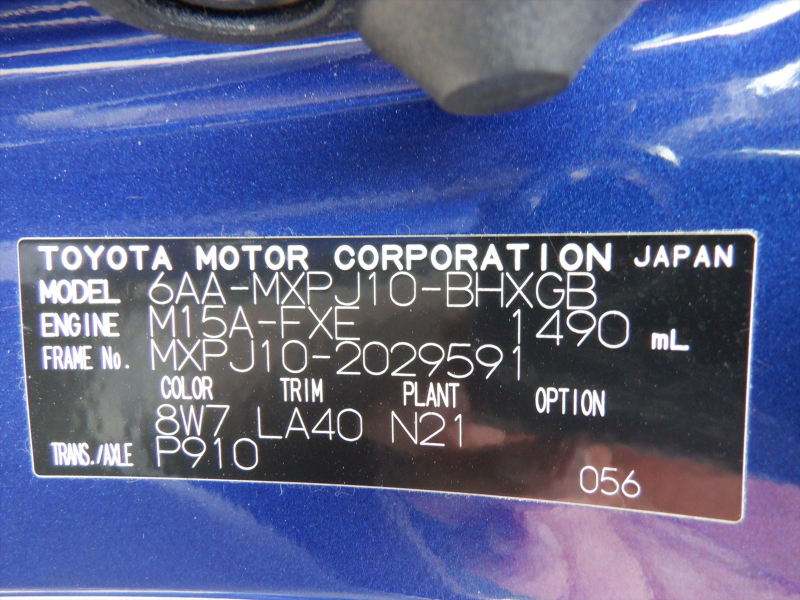 TOYOTA MOTOR CORPORATION JAPAN
MODEL 6AA-MXPJ10-BHXGB
ENGINE M15A-FXE 1490 mL
FRAME No. MXPJ10-2029591
COLOR TRIM PLANT OPTION
8W7 LA40 N21
TRANS./AXLE P910
056